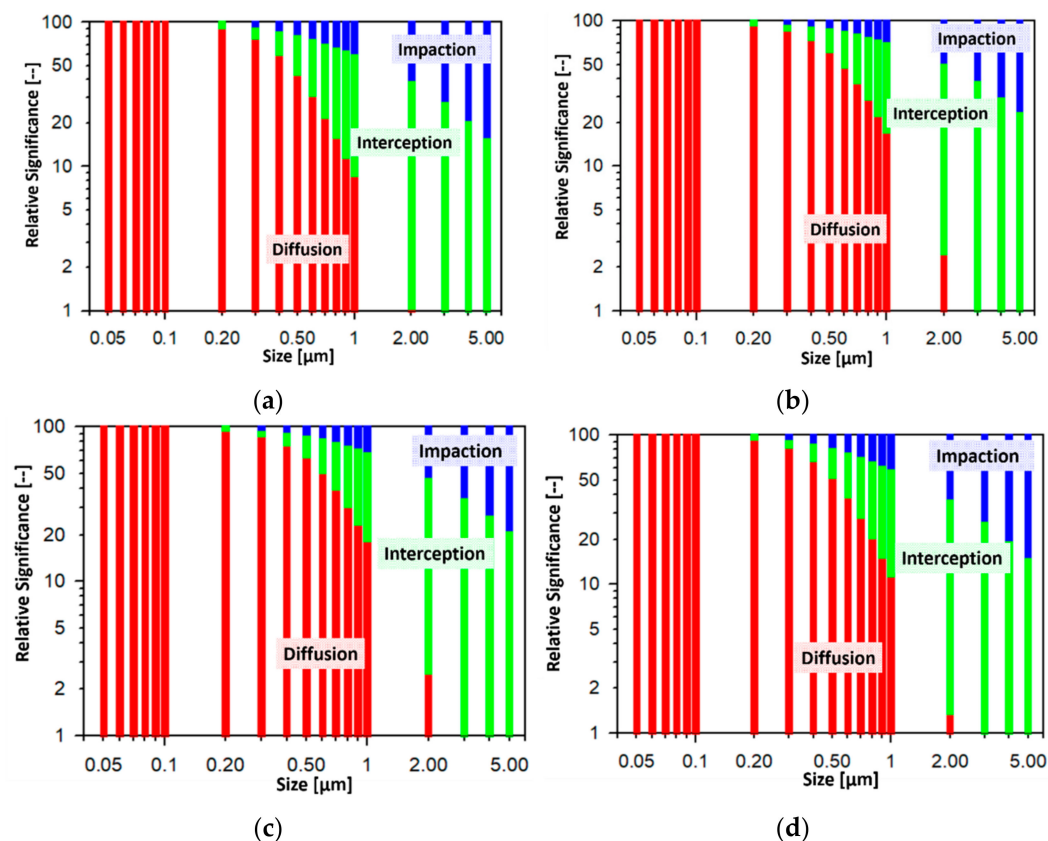 100
50
20
10
5
2
1
Relative Significance [--]
Impaction
Interception
Diffusion
0.05 0.1 0.20 0.50 1 2.00 5.00
Size [µm]
(a)
100
50
20
10
5
2
1
Relative Significance [--]
Impaction
Interception
Diffusion
0.05 0.1 0.20 0.50 1 2.00 5.00
Size [µm]
(b)
100
50
20
10
5
2
1
Relative Significance [--]
Impaction
Interception
Diffusion
0.05 0.1 0.20 0.50 1 2.00 5.00
Size [µm]
(c)
100
50
20
10
5
2
1
Relative Significance [--]
Impaction
Interception
Diffusion
0.05 0.1 0.20 0.50 1 2.00 5.00
Size [µm]
(d)